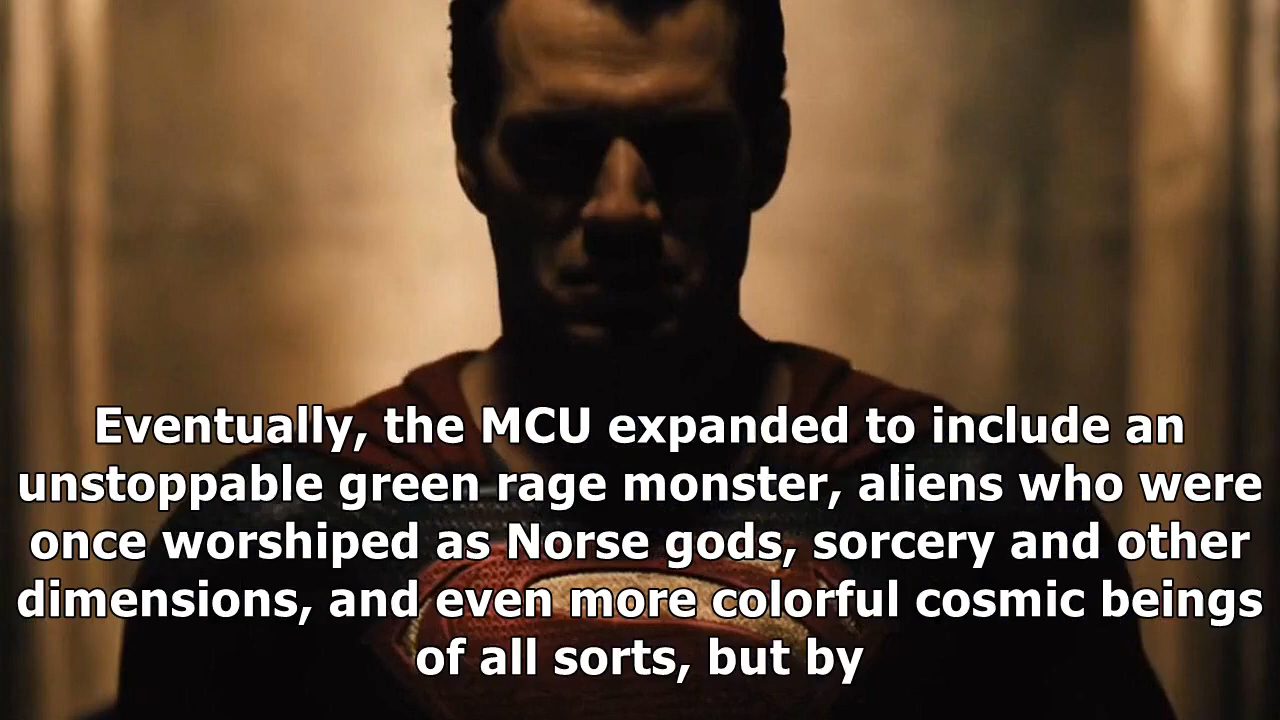 Eventually, the MCU expanded to include an
unstoppable green rage monster, aliens who were
once worshiped as Norse gods, sorcery and other
dimensions, and even more colorful cosmic beings
of all sorts, but by